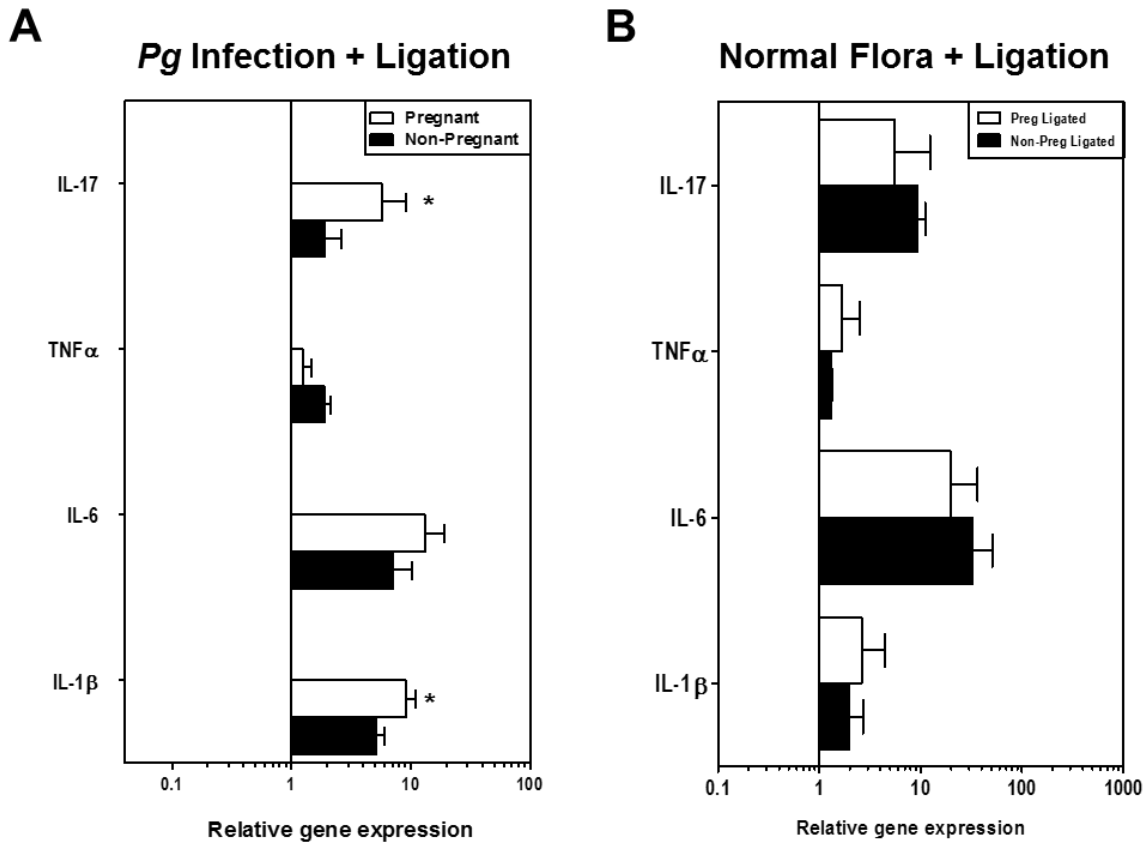 A
Pg Infection + Ligation
Pregnant
Non-Pregnant
IL-17
TNFα
IL-6
IL-1β
0.1 1 10 100
Relative gene expression
B
Normal Flora + Ligation
Preg Ligated
Non-Preg Ligated
IL-17
TNFα
IL-6
IL-1β
0.1 1 10 100 1000
Relative gene expression
*
*